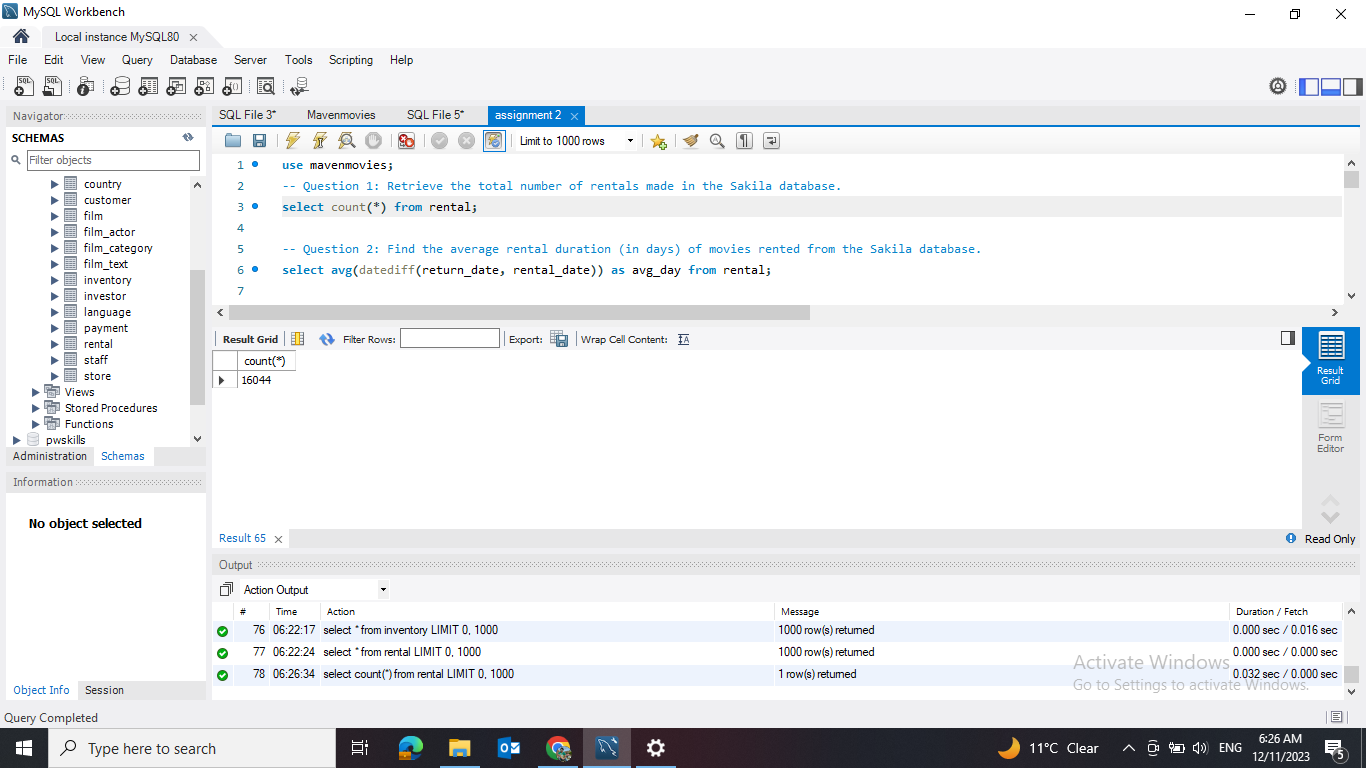 MySQL Workbench
Local instance MySQL80
File Edit View Query Database Server Tools Scripting Help
Navigator
SCHEMAS
Filter objects
country
customer
film
film_actor
film_category
film_text
inventory
investor
language
payment
rental
staff
store
Views
Stored Procedures
Functions
pwskills
Administration Schemas
Information
No object selected
Object Info Session
SQL File 3* Mavenmovies SQL File 5* assignment 2
Limit to 1000 rows
1 use mavenmovies;
2 -- Question 1: Retrieve the total number of rentals made in the Sakila database.
3 select count(*) from rental;
4
5 -- Question 2: Find the average rental duration (in days) of movies rented from the Sakila database.
6 select avg(datediff(return_date, rental_date)) as avg_day from rental;
7
Result Grid Filter Rows: Export: Wrap Cell Content:
count(*)
16044
Result Grid
Form Editor
Result 65
Read Only
Output
Action Output
# Time Action Message Duration / Fetch
76 06:22:17 select * from inventory LIMIT 0, 1000 1000 row(s) returned 0.000 sec / 0.016 sec
77 06:22:24 select * from rental LIMIT 0, 1000 1000 row(s) returned 0.000 sec / 0.000 sec
78 06:26:34 select count(*) from rental LIMIT 0, 1000 1 row(s) returned 0.032 sec / 0.000 sec
Activate Windows
Go to Settings to activate Windows.
Query Completed
Type here to search
11°C Clear
ENG
6:26 AM
12/11/2023
5